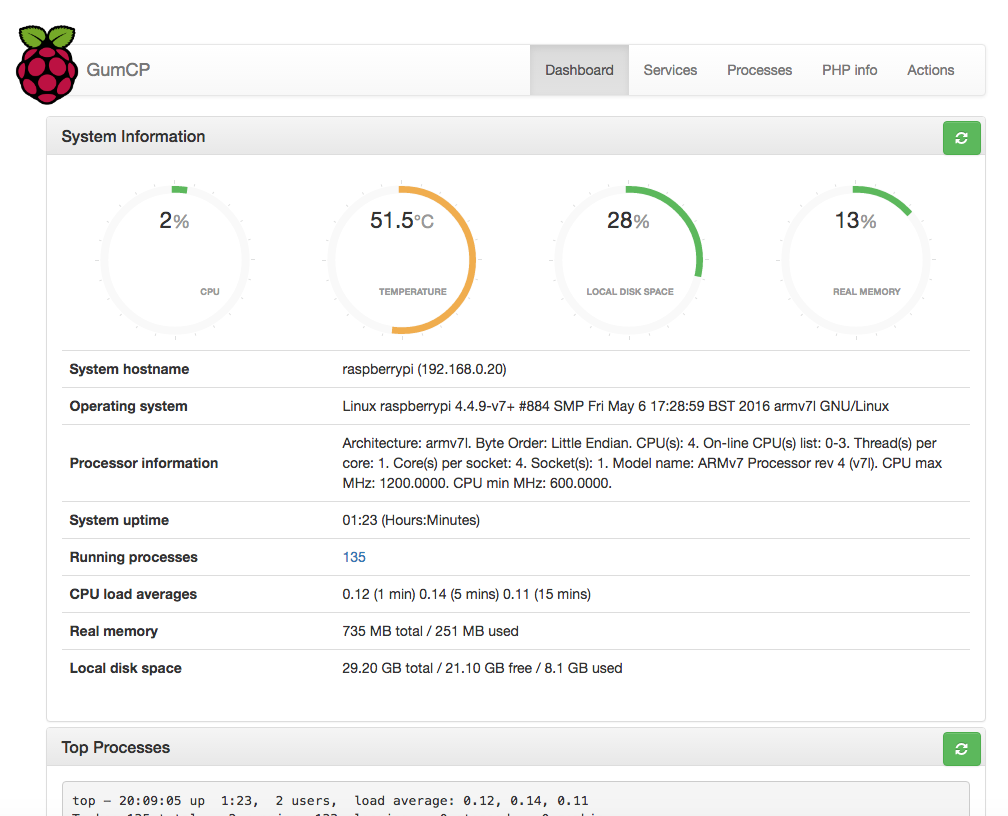 GumCP
Dashboard Services Processes PHP info Actions
System Information
2% 51.5°C 28% 13%
CPU TEMPERATURE LOCAL DISK SPACE REAL MEMORY
System hostname raspberrypi (192.168.0.20)
Operating system Linux raspberrypi 4.4.9-v7+ #884 SMP Fri May 6 17:28:59 BST 2016 armv7l GNU/Linux
Processor information Architecture: armv7l. Byte Order: Little Endian. CPU(s): 4. On-line CPU(s) list: 0-3. Thread(s) per
core: 1. Core(s) per socket: 4. Socket(s): 1. Model name: ARMv7 Processor rev 4 (v7l). CPU max
MHz: 1200.0000. CPU min MHz: 600.0000.
System uptime 01:23 (Hours:Minutes)
Running processes 135
CPU load averages 0.12 (1 min) 0.14 (5 mins) 0.11 (15 mins)
Real memory 735 MB total / 251 MB used
Local disk space 29.20 GB total / 21.10 GB free / 8.1 GB used
Top Processes
top – 20:09:05 up 1:23, 2 users, load average: 0.12, 0.14, 0.11